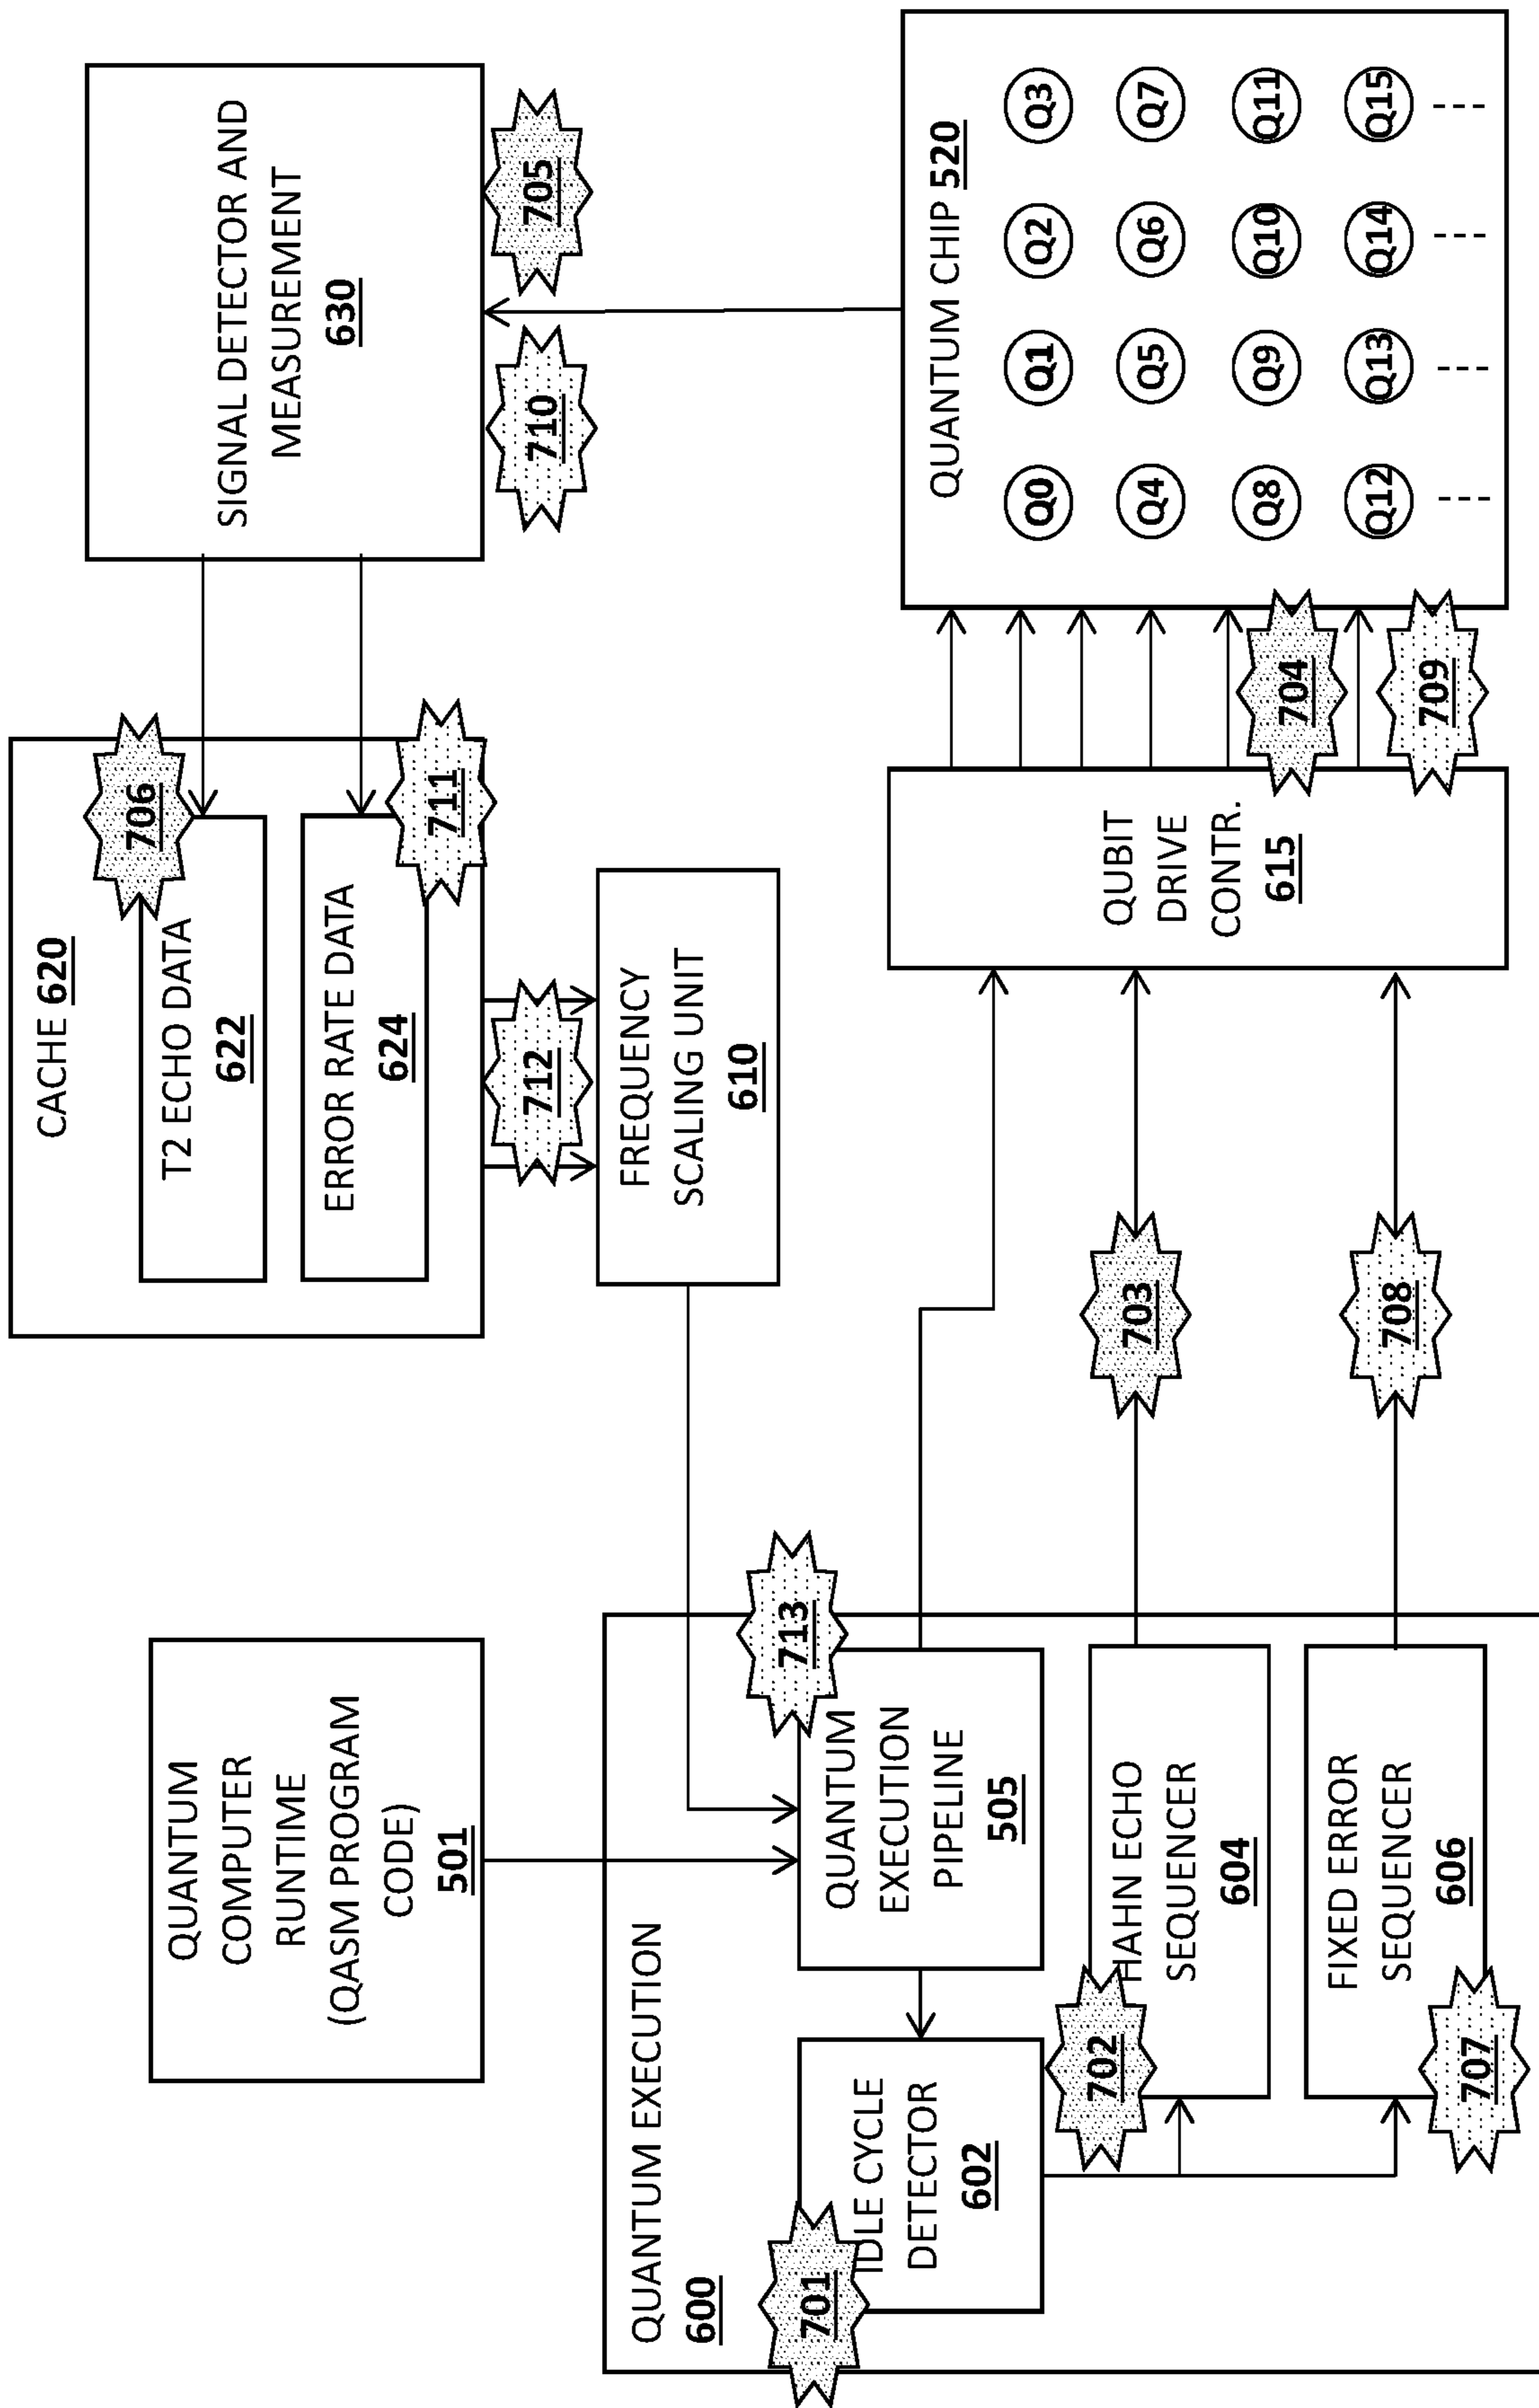 QUANTUM
COMPUTER
RUNTIME
(QASM PROGRAM
CODE)
501
CACHE 620
706
T2 ECHO DATA
622
ERROR RATE DATA
624
711
SIGNAL DETECTOR AND
MEASUREMENT
630
712
710
705
FREQUENCY
SCALING UNIT
610
QUANTUM EXECUTION
600
713
701
IDLE CYCLE
DETECTOR
602
QUANTUM
EXECUTION
PIPELINE
505
702
HAHN ECHO
SEQUENCER
604
703
707
FIXED ERROR
SEQUENCER
606
708
QUBIT
DRIVE
CONTR.
615
704
709
QUANTUM CHIP 520
Q0 Q1 Q2 Q3
Q4 Q5 Q6 Q7
Q8 Q9 Q10 Q11
Q12 Q13 Q14 Q15